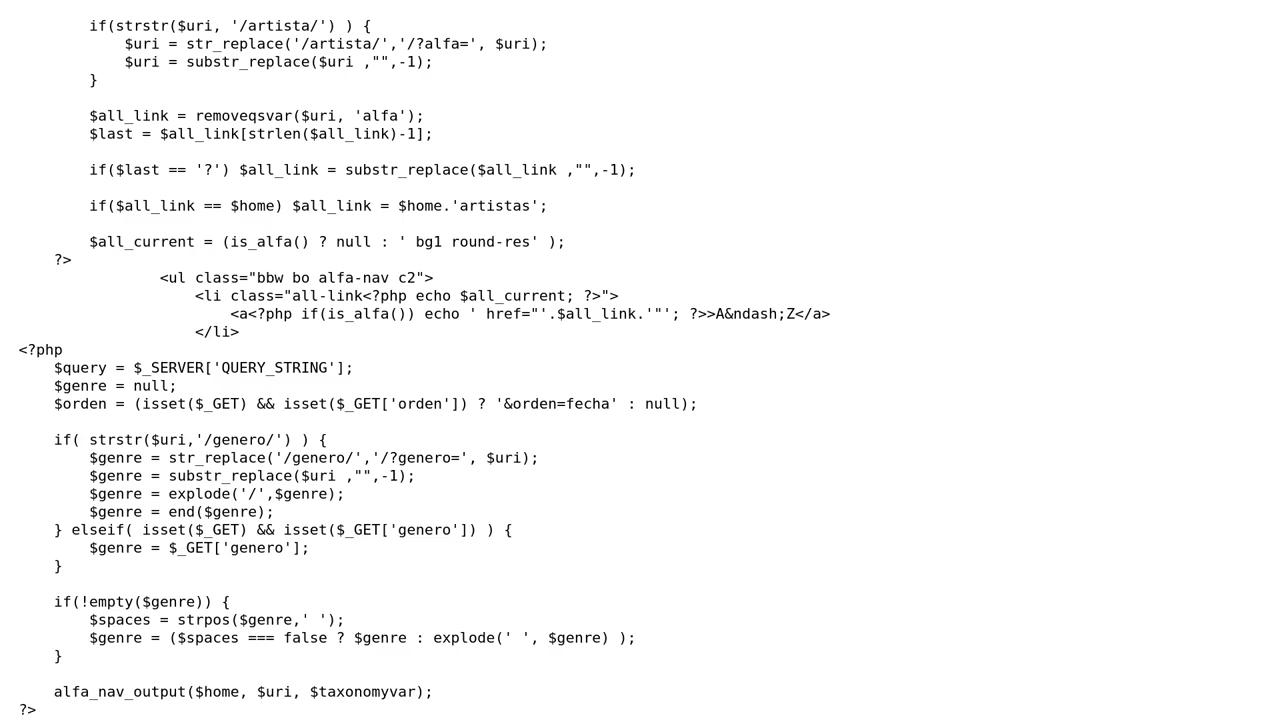 if(strstr($uri, '/artista/') ) {
$uri = str_replace('/artista/','/?alfa=', $uri);
$uri = substr_replace($uri ,"",-1);
}
$all_link = removeqsvar($uri, 'alfa');
$last = $all_link[strlen($all_link)-1];
if($last == '?') $all_link = substr_replace($all_link ,"",-1);
if($all_link == $home) $all_link = $home.'artistas';
$all_current = (is_alfa() ? null : ' bg1 round-res' );
?>
<ul class="bbw bo alfa-nav c2">
<li class="all-link<?php echo $all_current; ?>">
<a<?php if(is_alfa()) echo ' href="'.$all_link.'"'; ?>>A&ndash;Z</a>
</li>
<?php
$query = $_SERVER['QUERY_STRING'];
$genre = null;
$orden = (isset($_GET) && isset($_GET['orden']) ? '&orden=fecha' : null);
if( strstr($uri,'/genero/') ) {
$genre = str_replace('/genero/','/?genero=', $uri);
$genre = substr_replace($uri ,"",-1);
$genre = explode('/',$genre);
$genre = end($genre);
} elseif( isset($_GET) && isset($_GET['genero']) ) {
$genre = $_GET['genero'];
}
if(!empty($genre)) {
$spaces = strpos($genre,' ');
$genre = ($spaces === false ? $genre : explode(' ', $genre) );
}
alfa_nav_output($home, $uri, $taxonomyvar);
?>